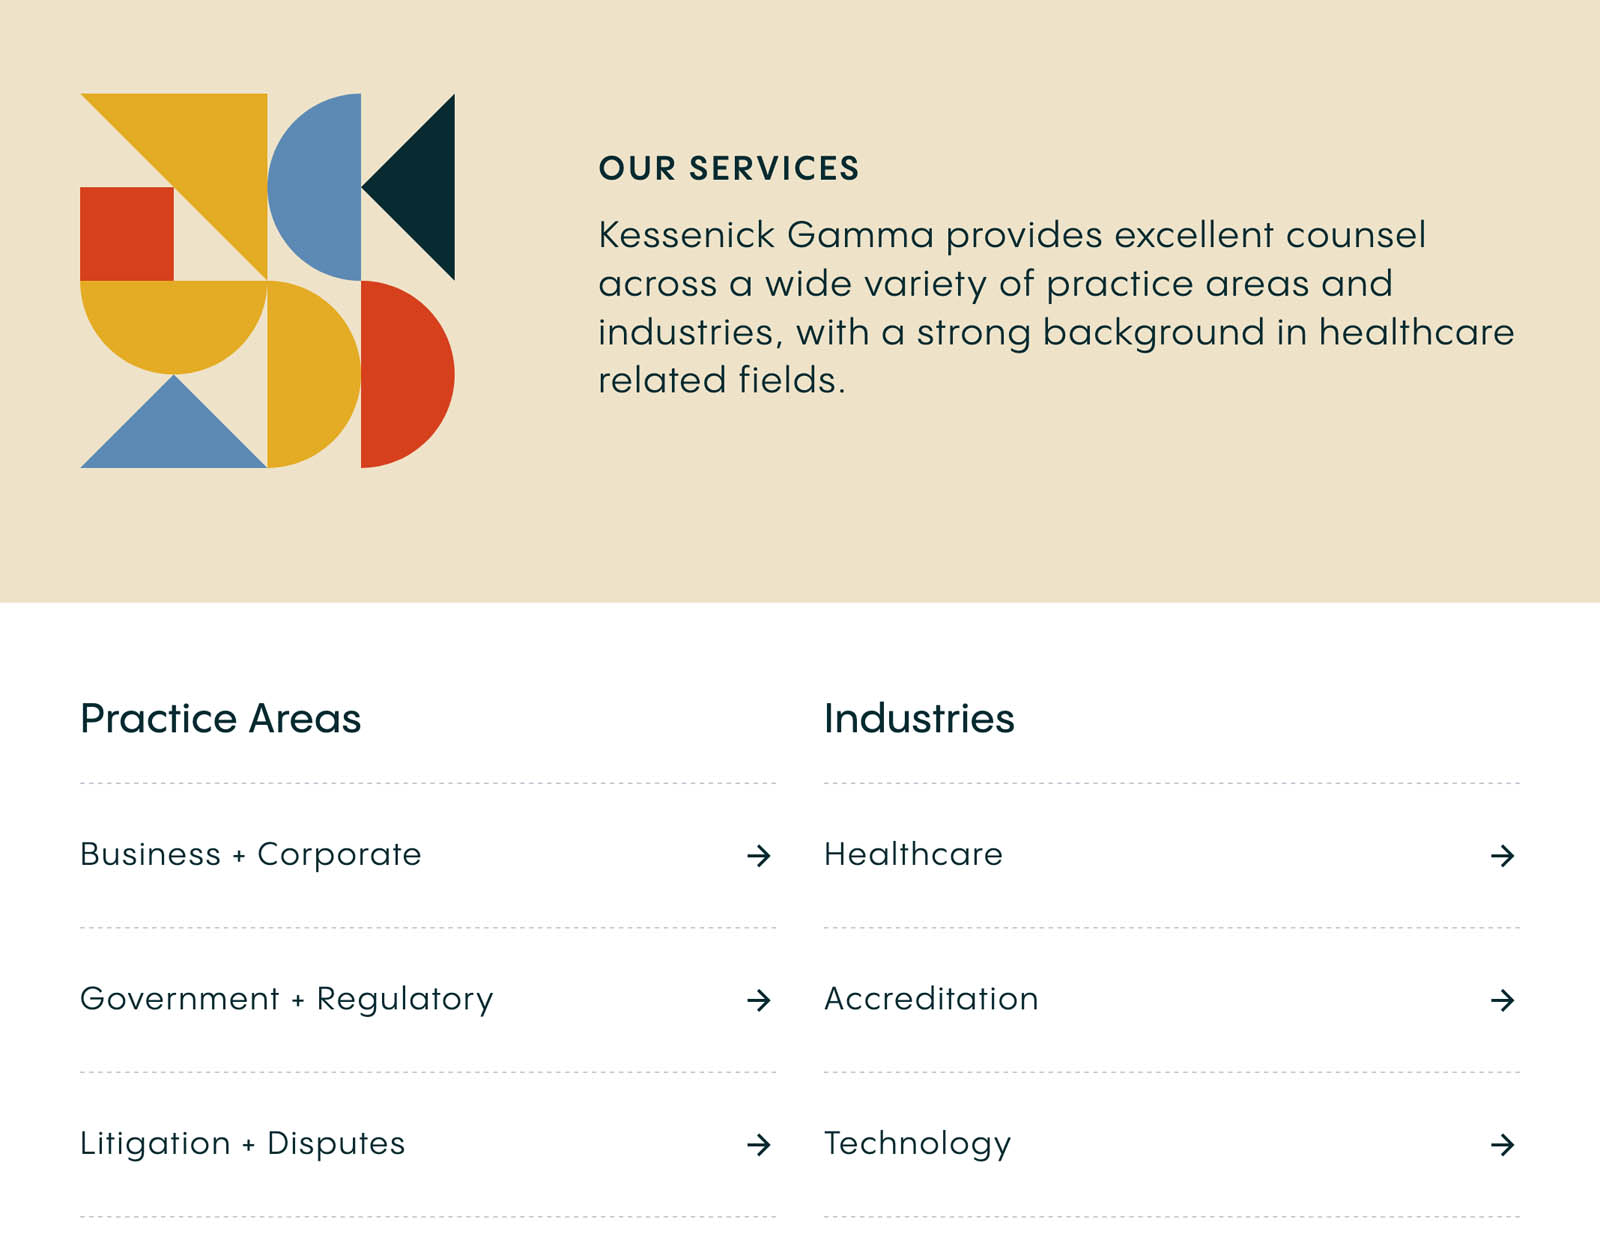 OUR SERVICES
Kessenick Gamma provides excellent counsel
across a wide variety of practice areas and
industries, with a strong background in healthcare
related fields.
Practice Areas
Business + Corporate
Government + Regulatory
Litigation + Disputes
Industries
Healthcare
Accreditation
Technology